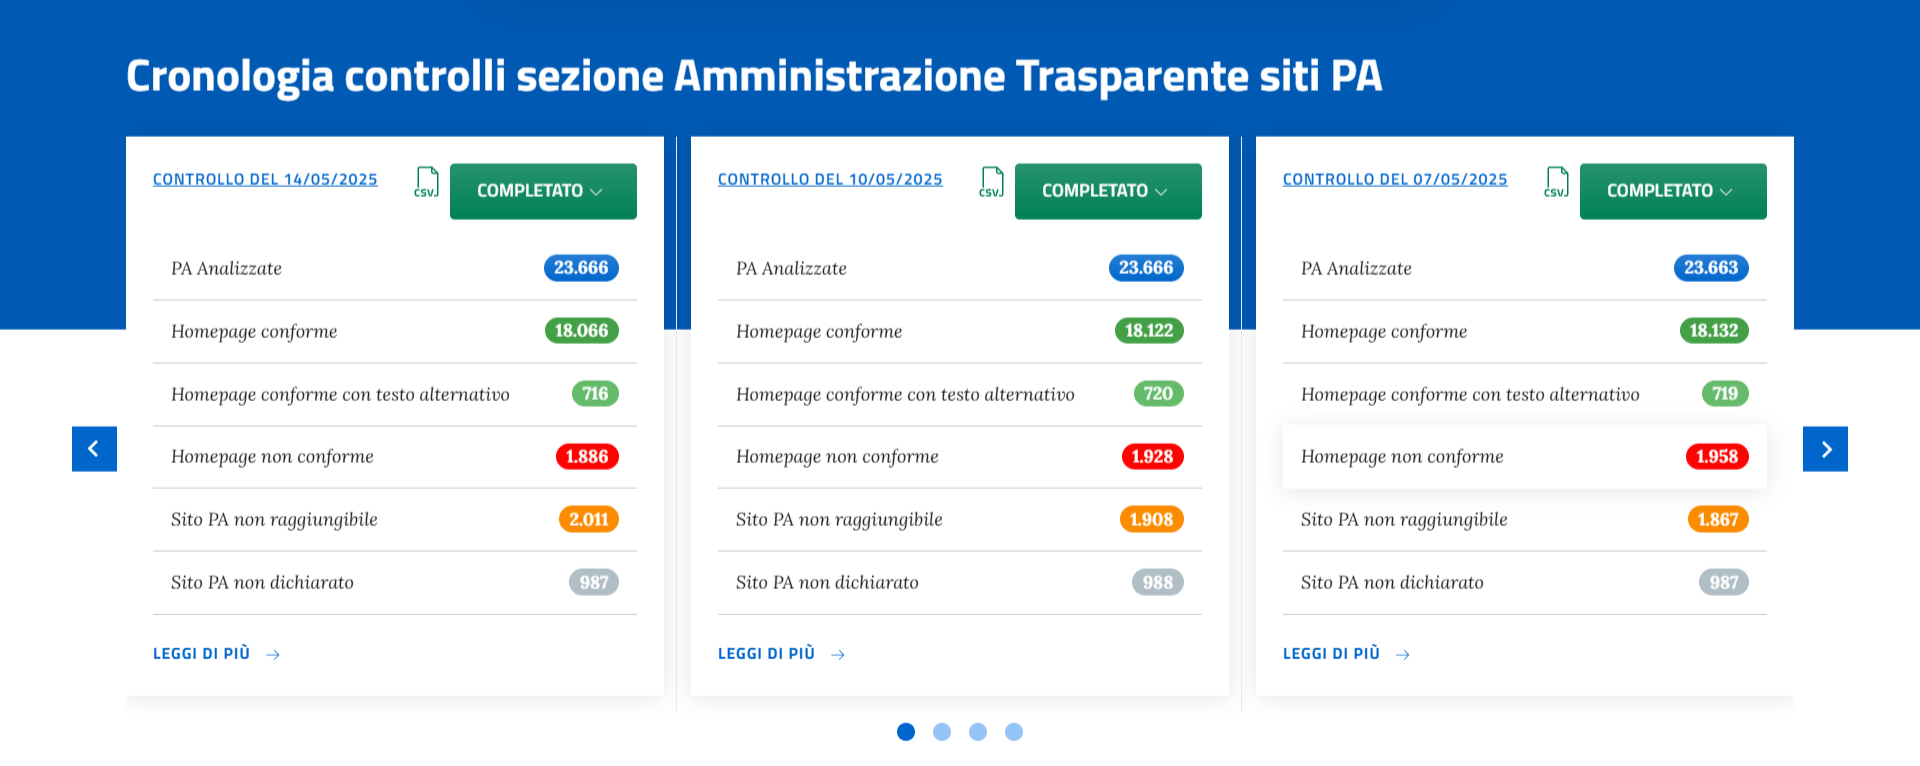 Cronologia controlli sezione Amministrazione Trasparente siti PA
CONTROLLO DEL 14/05/2025
CSV
COMPLETATO
PA Analizzate 23.666
Homepage conforme 18.066
Homepage conforme con testo alternativo 716
Homepage non conforme 1.886
Sito PA non raggiungibile 2.011
Sito PA non dichiarato 987
LEGGI DI PIÙ
CONTROLLO DEL 10/05/2025
CSV
COMPLETATO
PA Analizzate 23.666
Homepage conforme 18.122
Homepage conforme con testo alternativo 720
Homepage non conforme 1.928
Sito PA non raggiungibile 1.908
Sito PA non dichiarato 988
LEGGI DI PIÙ
CONTROLLO DEL 07/05/2025
CSV
COMPLETATO
PA Analizzate 23.663
Homepage conforme 18.132
Homepage conforme con testo alternativo 719
Homepage non conforme 1.958
Sito PA non raggiungibile 1.867
Sito PA non dichiarato 987
LEGGI DI PIÙ